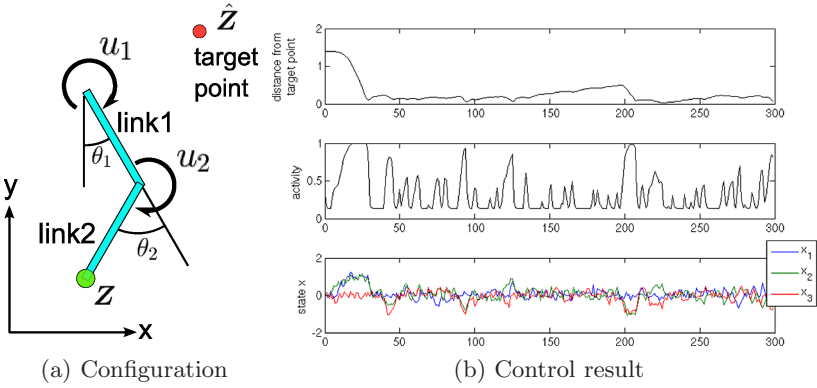 u1
ẑ
target
point
link1
θ1
u2
y
link2
θ2
z
x
(a) Configuration
2
1
0
distance from
target point
0 50 100 150 200 250 300
1
0.5
0
activity
0 50 100 150 200 250 300
2
0
-2
state x
0 50 100 150 200 250 300
x1
x2
x3
(b) Control result